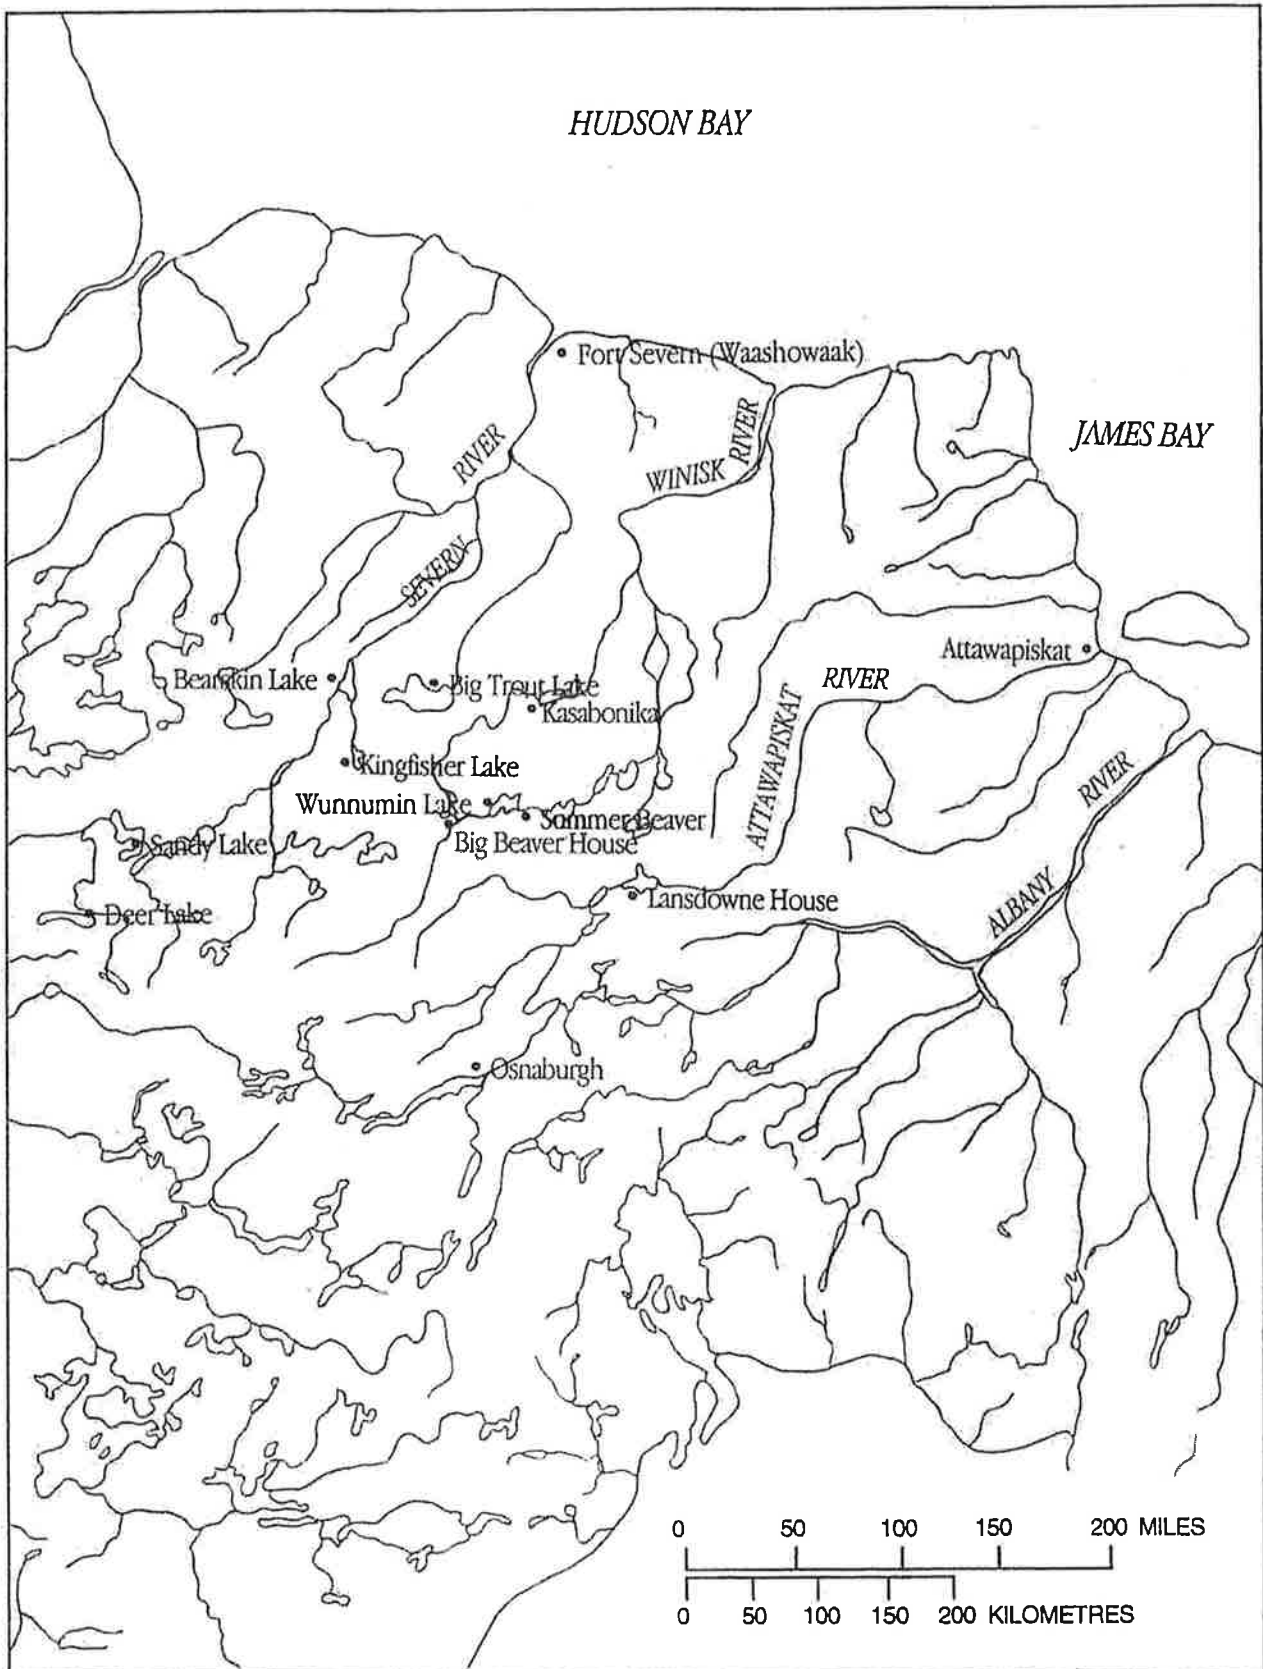 HUDSON BAY
Fort Severn (Waashowaak)
JAMES BAY
RIVER
WINISK
RIVER
SEVERN
Attawapiskat
Bearskin Lake
Big Trout Lake
RIVER
Kasabonika
ATTAWAPISKAT
Kingfisher Lake
RIVER
Wunnumin Lake
Sommer Beaver
Big Beaver House
Sandy Lake
Lansdowne House
ALBANY
Deer Lake
Osnaburgh
0 50 100 150 200 MILES
0 50 100 150 200 KILOMETRES